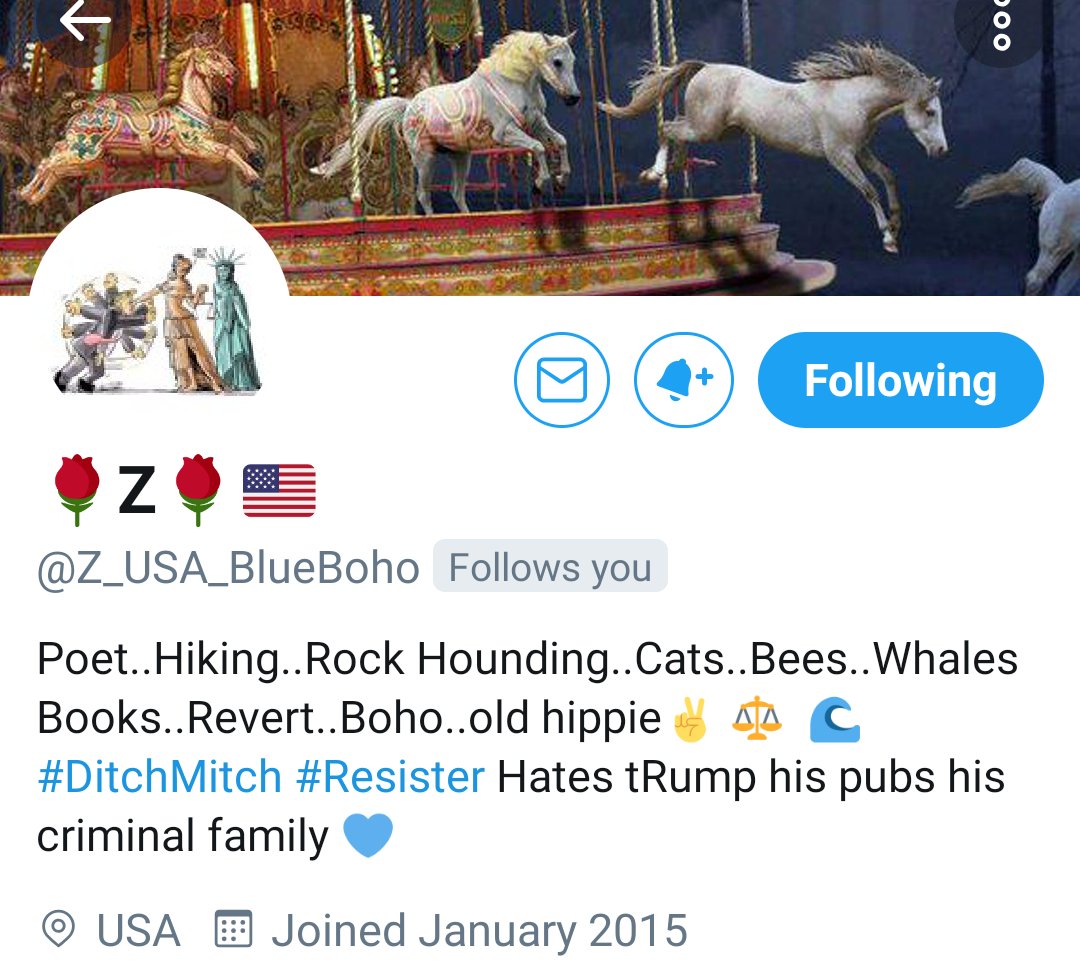 Following
🌹Z🌹🇺🇸
@Z_USA_BlueBoho Follows you
Poet..Hiking..Rock Hounding..Cats..Bees..Whales
Books..Revert..Boho..old hippie✌ ⚖ 🌊
#DitchMitch #Resister Hates tRump his pubs his
criminal family 💙
USA Joined January 2015